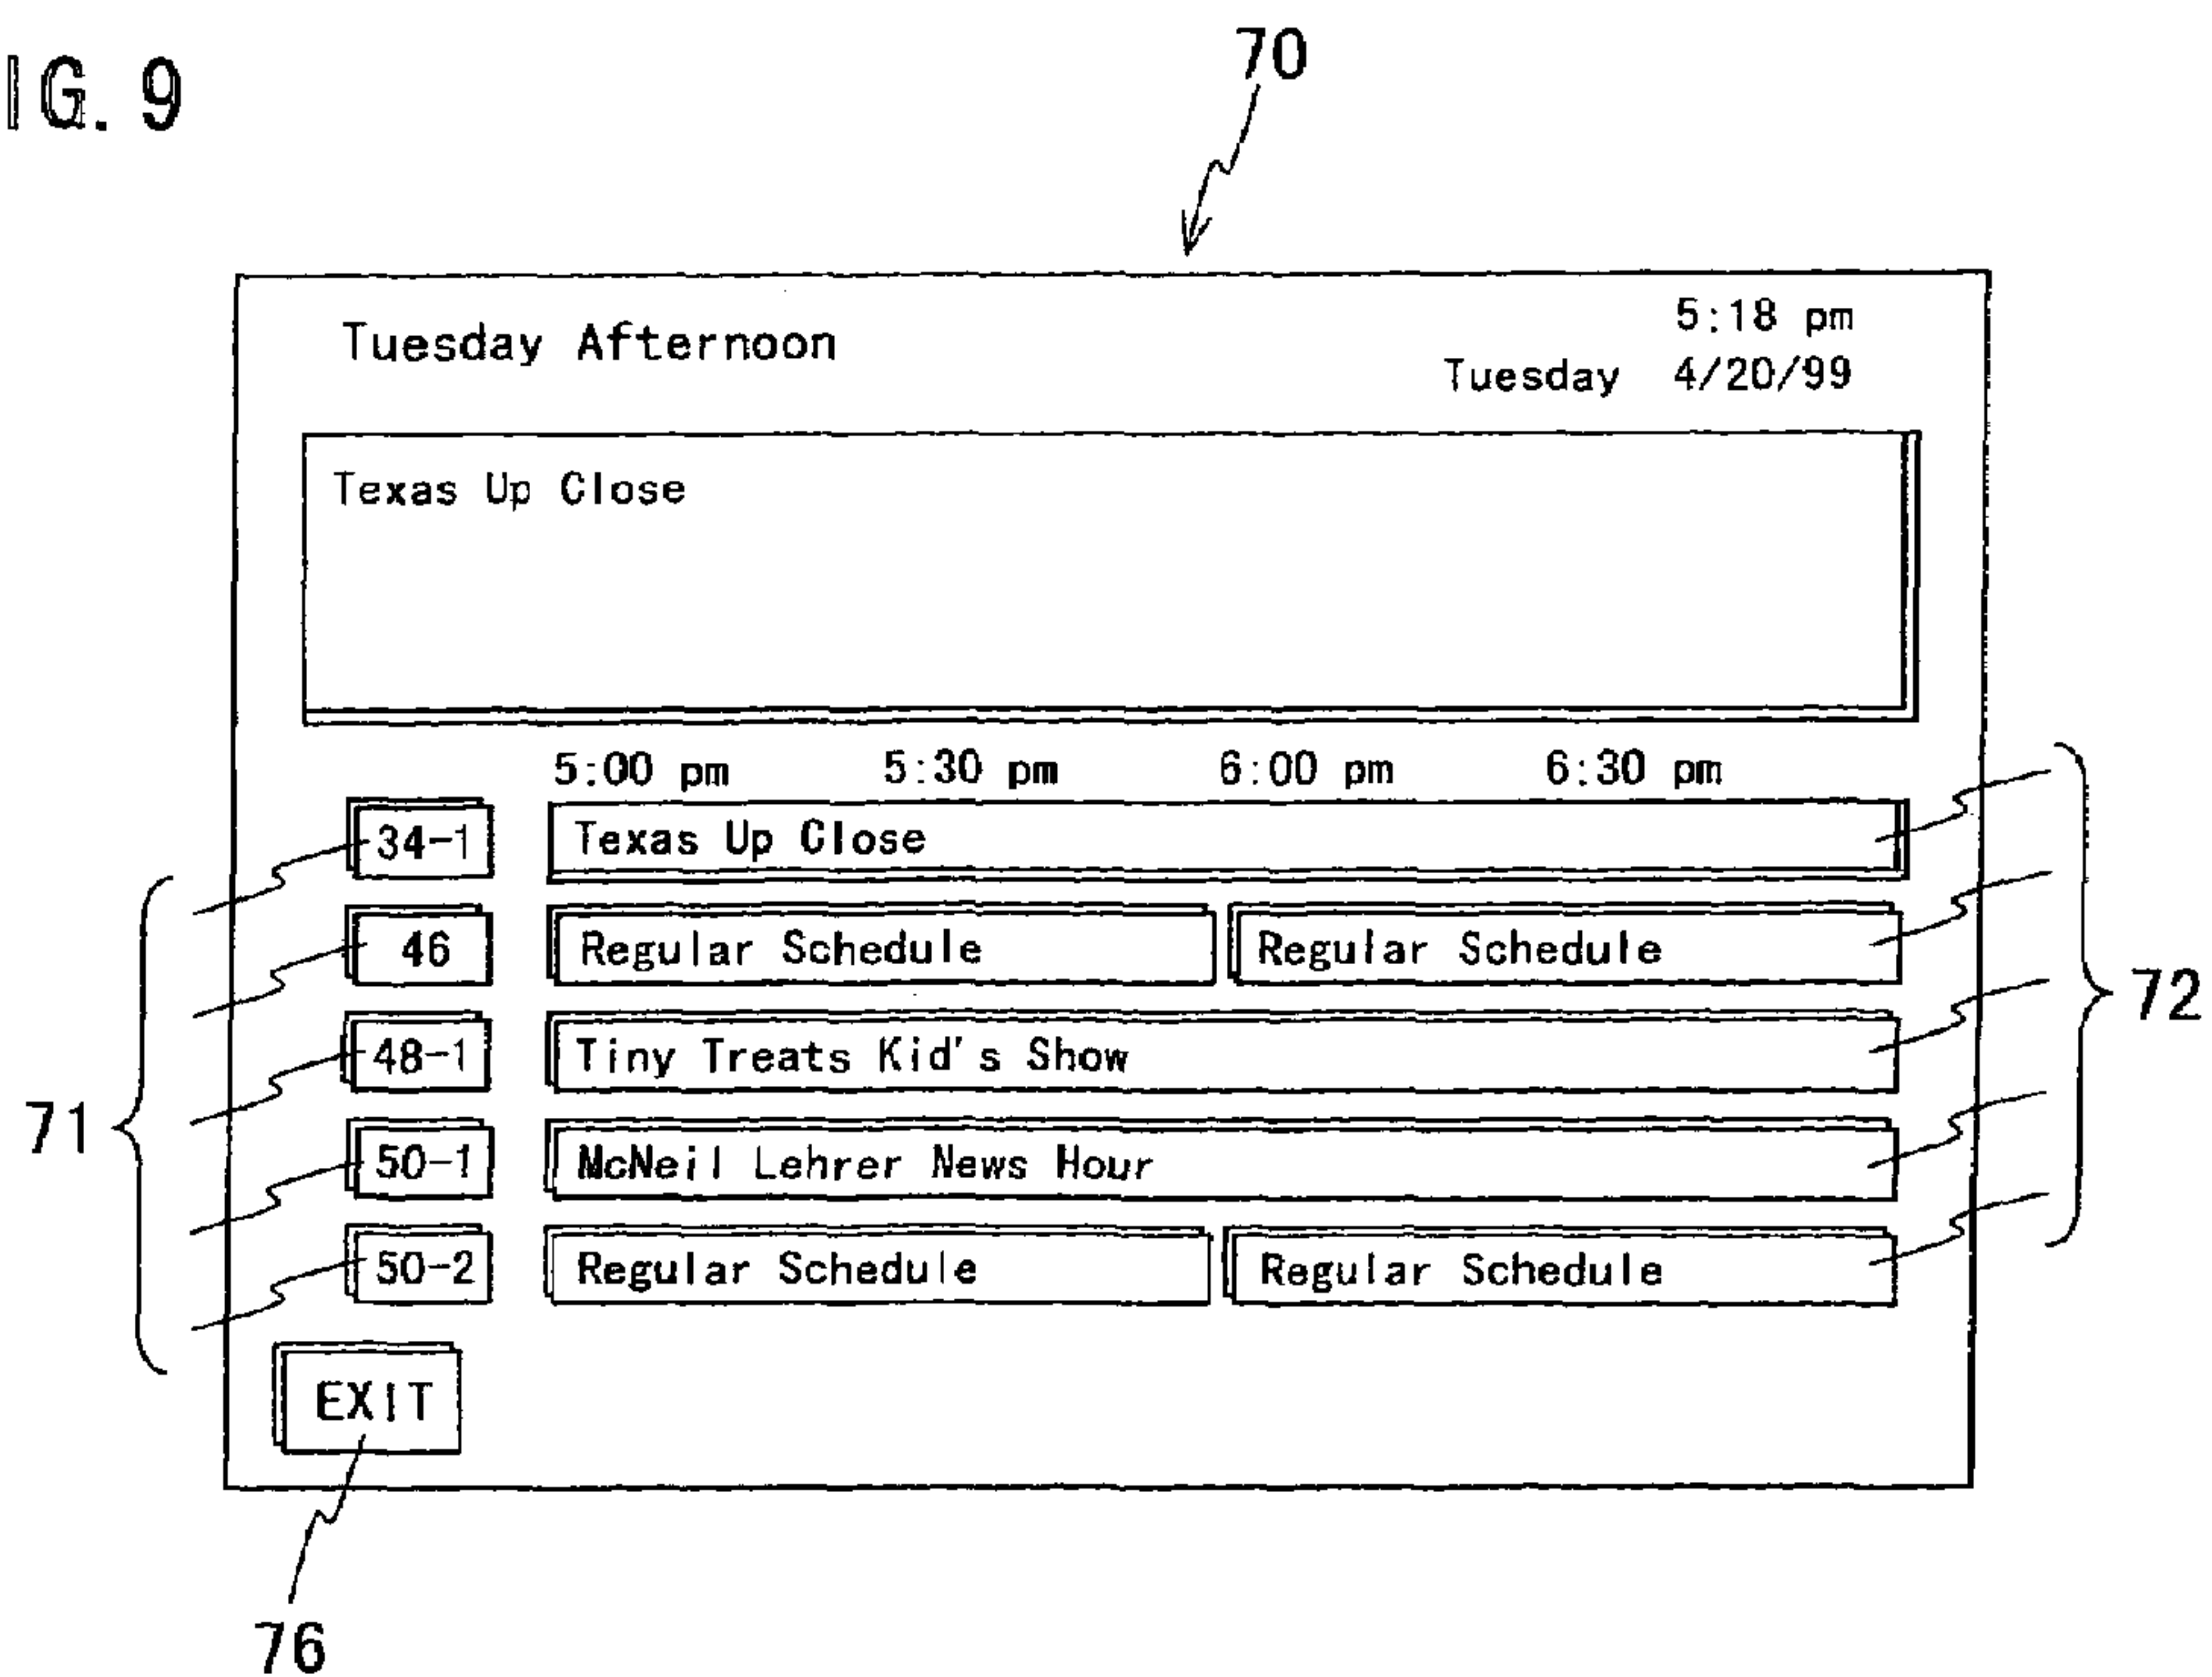 IG. 9
70
Tuesday Afternoon
5:18 pm
Tuesday 4/20/99
Texas Up Close
5:00 pm 5:30 pm 6:00 pm 6:30 pm
34-1 Texas Up Close
46 Regular Schedule Regular Schedule
72
48-1 Tiny Treats Kid's Show
71
50-1 McNeil Lehrer News Hour
50-2 Regular Schedule Regular Schedule
EXIT
76